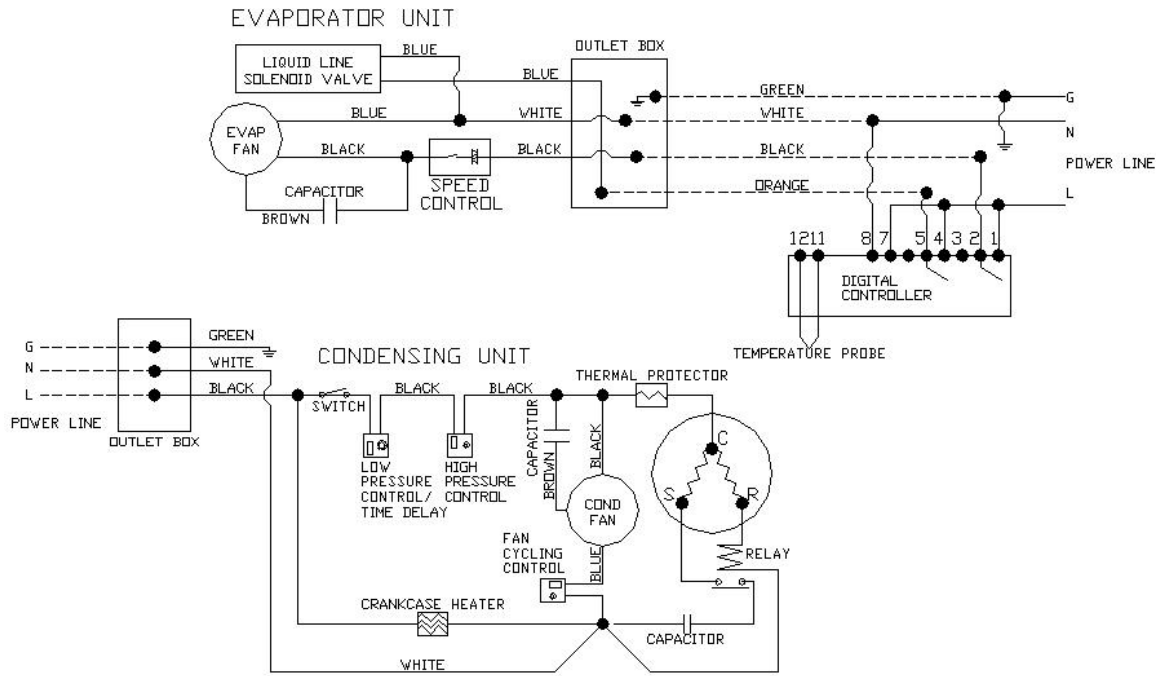 EVAPORATOR UNIT
OUTLET BOX
BLUE
LIQUID LINE
SOLENOID VALVE
BLUE
GREEN
G
BLUE
WHITE
WHITE
N
EVAP
FAN
BLACK
BLACK
BLACK
POWER LINE
SPEED
CONTROL
CAPACITOR
BROWN
ORANGE
L
12 11 8 7 5 4 3 2 1
DIGITAL
CONTROLLER
TEMPERATURE PROBE
CONDENSING UNIT
G
GREEN
N
WHITE
L
BLACK
POWER LINE
OUTLET BOX
SWITCH
BLACK
BLACK
THERMAL PROTECTOR
LOW
PRESSURE
CONTROL/
TIME DELAY
HIGH
PRESSURE
CONTROL
CAPACITOR
BROWN
BLACK
COND
FAN
C
S
R
FAN
CYCLING
CONTROL
BLUE
RELAY
CRANKCASE HEATER
CAPACITOR
WHITE